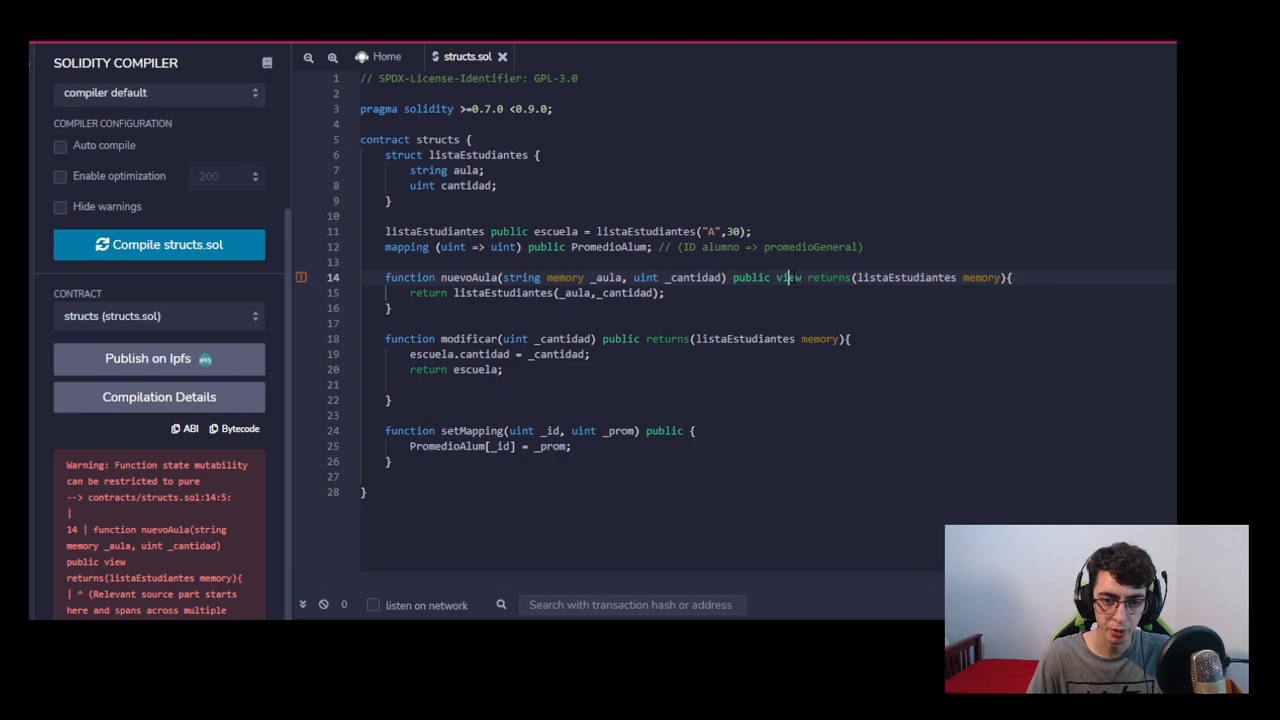 SOLIDITY COMPILER
compiler default
COMPILER CONFIGURATION
Auto compile
Enable optimization 200
Hide warnings
Compile structs.sol
CONTRACT
structs (structs.sol)
Publish on Ipfs
Compilation Details
ABI Bytecode
Warning: Function state mutability
can be restricted to pure
--> contracts/structs.sol:14:5:
|
14 | function nuevoAula(string
memory _aula, uint _cantidad)
public view
returns(listaEstudiantes memory){
| ^ (Relevant source part starts
here and spans across multiple
Home structs.sol
1 // SPDX-License-Identifier: GPL-3.0
2
3 pragma solidity >=0.7.0 <0.9.0;
4
5 contract structs {
6 struct listaEstudiantes {
7 string aula;
8 uint cantidad;
9 }
10
11 listaEstudiantes public escuela = listaEstudiantes("A",30);
12 mapping (uint => uint) public PromedioAlum; // (ID alumno => promedioGeneral)
13
14 function nuevoAula(string memory _aula, uint _cantidad) public view returns(listaEstudiantes memory){
15 return listaEstudiantes(_aula,_cantidad);
16 }
17
18 function modificar(uint _cantidad) public returns(listaEstudiantes memory){
19 escuela.cantidad = _cantidad;
20 return escuela;
21
22 }
23
24 function setMapping(uint _id, uint _prom) public {
25 PromedioAlum[_id] = _prom;
26 }
27
28 }
0 listen on network Search with transaction hash or address